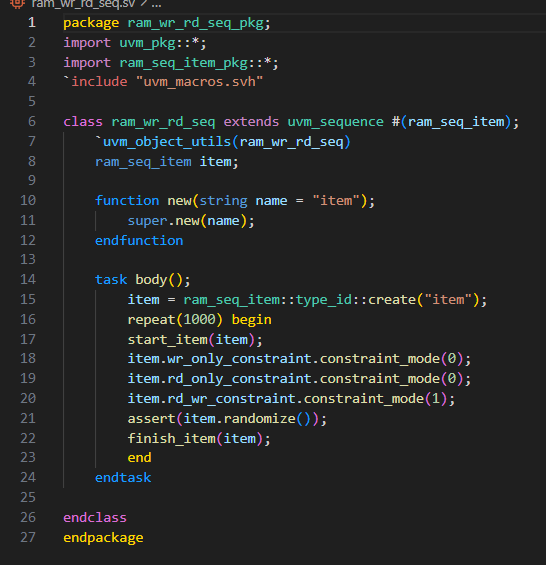 ram_wr_rd_seq.sv > ...
1 package ram_wr_rd_seq_pkg;
2 import uvm_pkg::*;
3 import ram_seq_item_pkg::*;
4 `include "uvm_macros.svh"
5
6 class ram_wr_rd_seq extends uvm_sequence #(ram_seq_item);
7 `uvm_object_utils(ram_wr_rd_seq)
8 ram_seq_item item;
9
10 function new(string name = "item");
11 super.new(name);
12 endfunction
13
14 task body();
15 item = ram_seq_item::type_id::create("item");
16 repeat(1000) begin
17 start_item(item);
18 item.wr_only_constraint.constraint_mode(0);
19 item.rd_only_constraint.constraint_mode(0);
20 item.rd_wr_constraint.constraint_mode(1);
21 assert(item.randomize());
22 finish_item(item);
23 end
24 endtask
25
26 endclass
27 endpackage